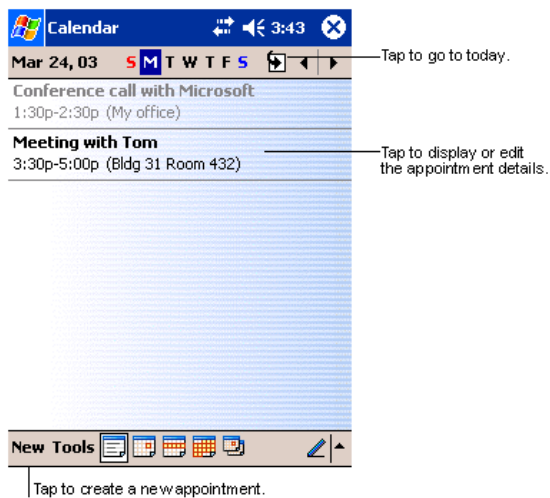 Calendar 3:43
Mar 24, 03 S M T W T F S
Tap to go to today.
Conference call with Microsoft
1:30p-2:30p (My office)
Meeting with Tom
3:30p-5:00p (Bldg 31 Room 432)
Tap to display or edit
the appointment details.
New Tools
Tap to create a new appointment.